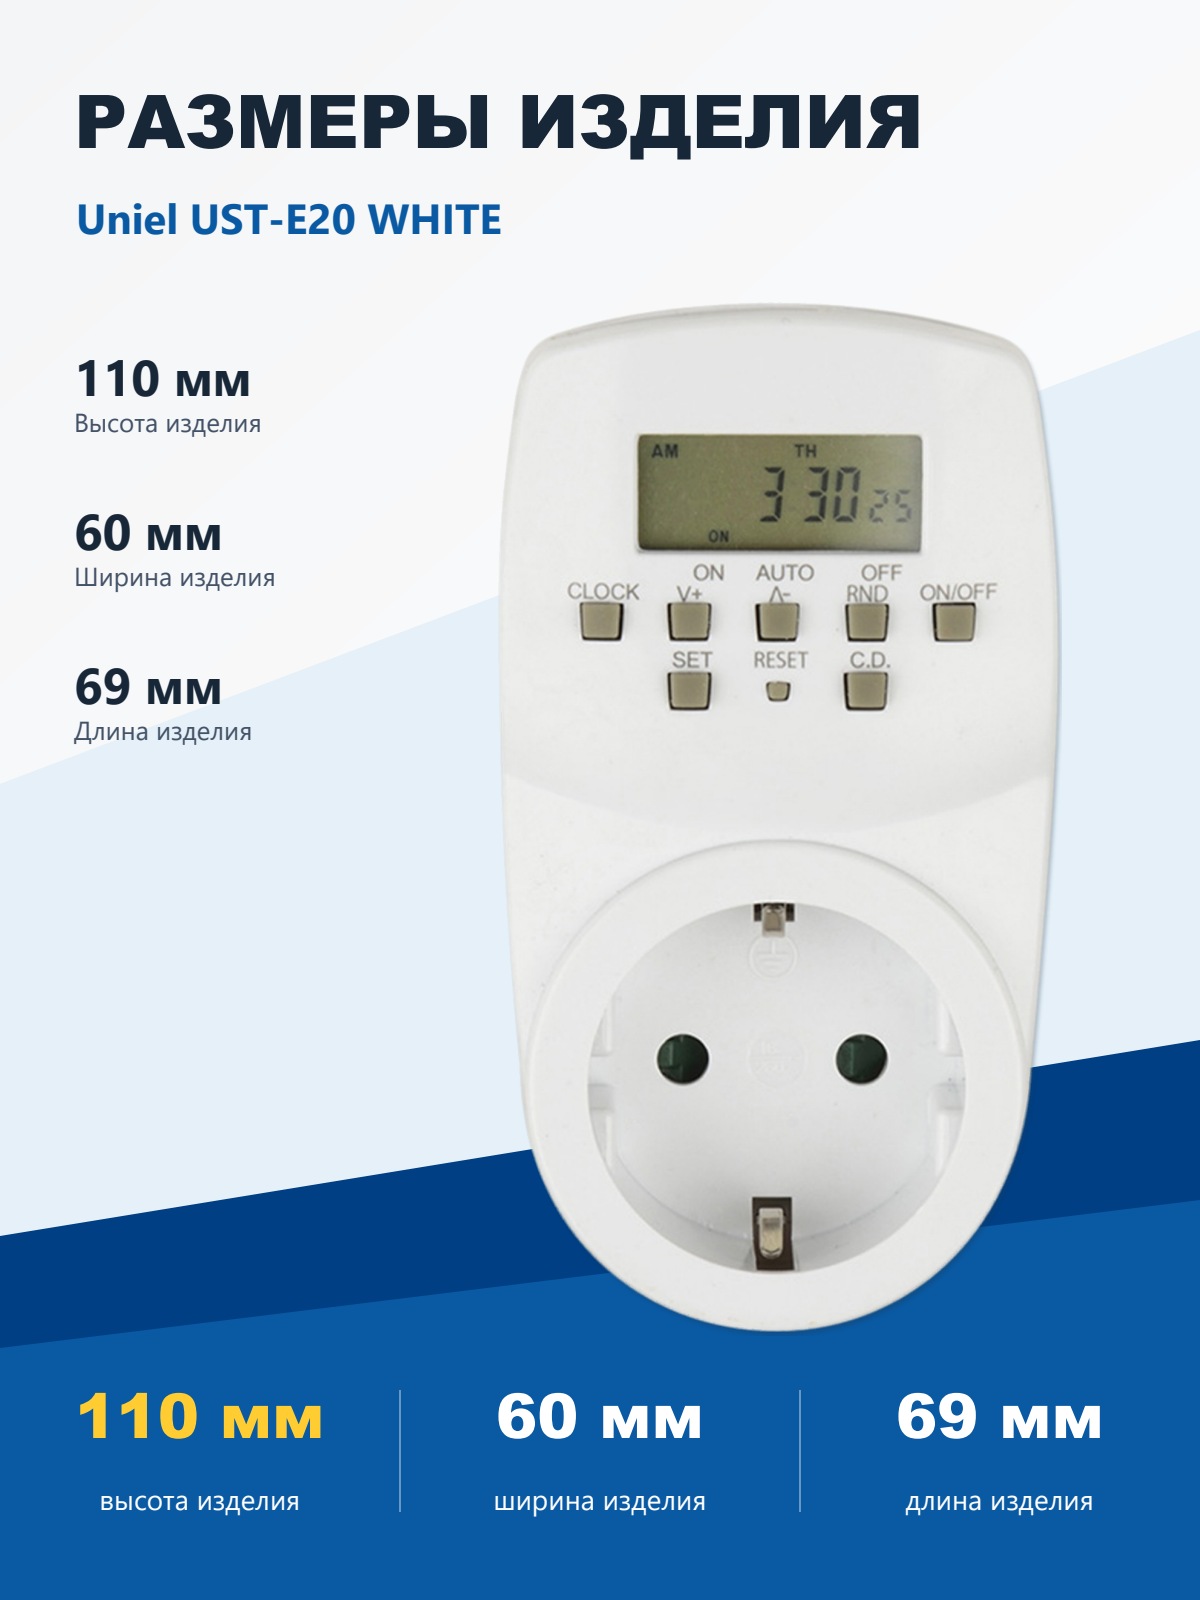 РАЗМЕРЫ ИЗДЕЛИЯ
Uniel UST-E20 WHITE
110 мм
Высота изделия
60 мм
Ширина изделия
69 мм
Длина изделия
AM TH
3 30 25
ON
ON AUTO OFF
CLOCK V+ Λ- RND ON/OFF
SET RESET C.D.
110 мм 60 мм 69 мм
высота изделия ширина изделия длина изделия